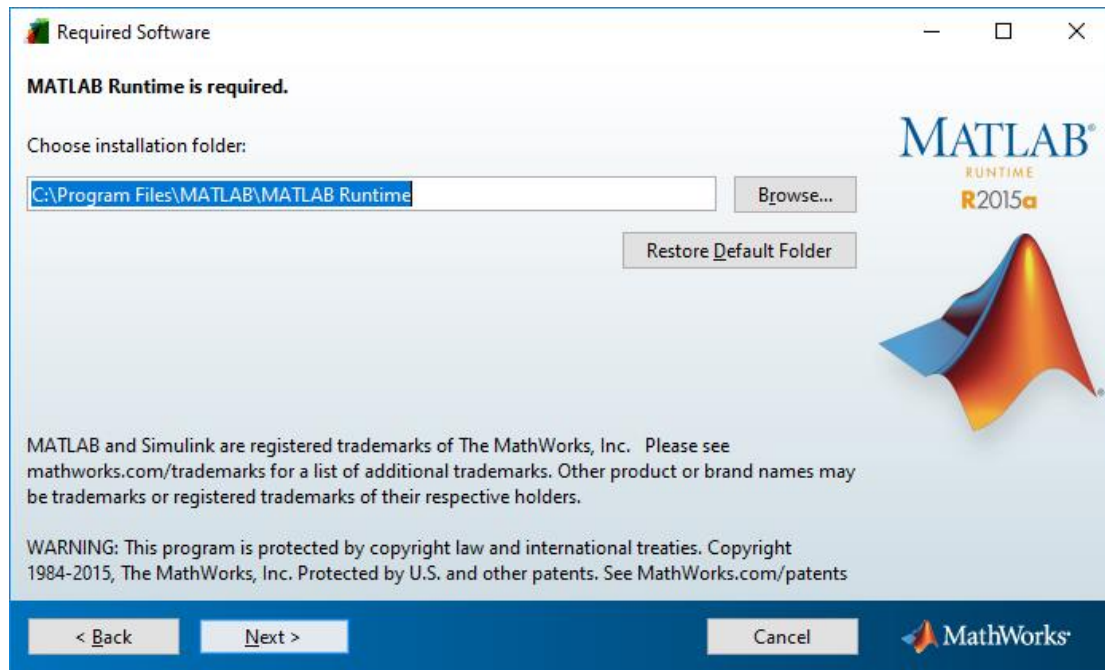 Required Software
MATLAB Runtime is required.
Choose installation folder:
C:\Program Files\MATLAB\MATLAB Runtime
Browse...
Restore Default Folder
MATLAB®
RUNTIME
R2015a
®
MATLAB and Simulink are registered trademarks of The MathWorks, Inc.   Please see
mathworks.com/trademarks for a list of additional trademarks. Other product or brand names may
be trademarks or registered trademarks of their respective holders.
WARNING: This program is protected by copyright law and international treaties. Copyright
1984-2015, The MathWorks, Inc. Protected by U.S. and other patents. See MathWorks.com/patents
< Back
Next >
Cancel
MathWorks®